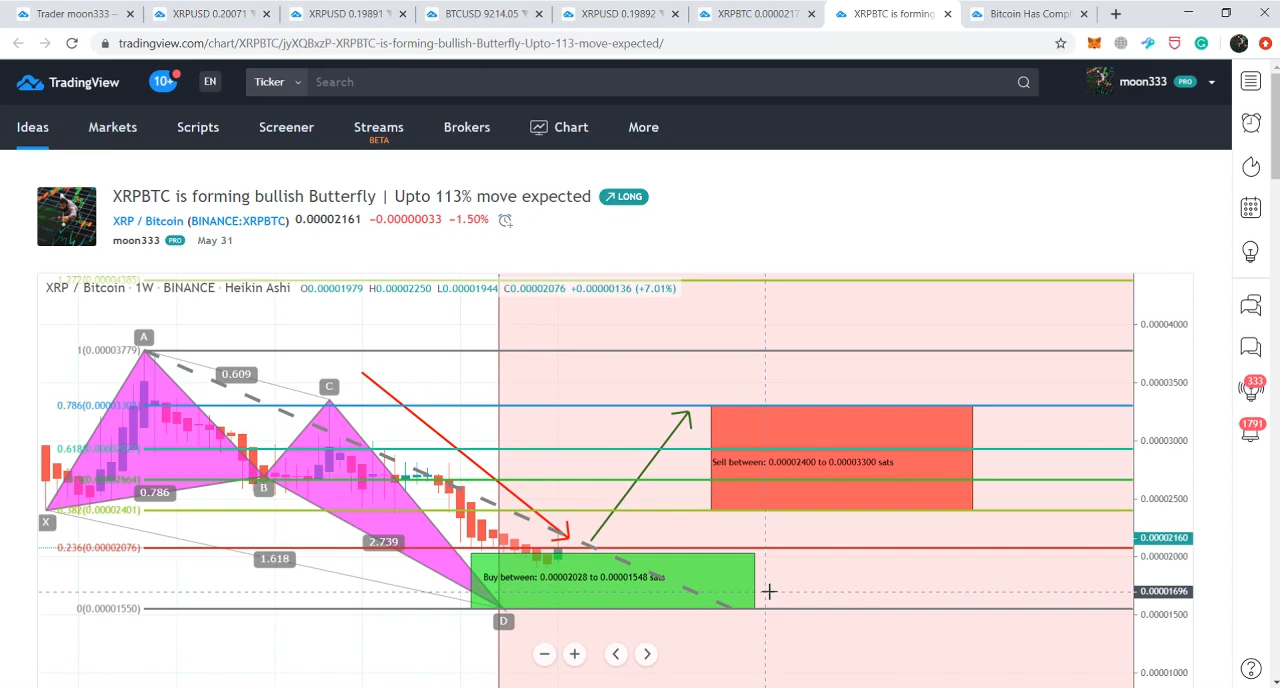 Trader moon333 —
XRPUSD 0.20071
XRPUSD 0.19891
BTCUSD 9214.05
XRPUSD 0.19892
XRPBTC 0.0000217
XRPBTC is forming
Bitcoin Has Compl
tradingview.com/chart/XRPBTC/jyXQBxzP-XRPBTC-is-forming-bullish-Butterfly-Upto-113-move-expected/
TradingView
10+
EN
Ticker
Search
moon333 PRO
Ideas
Markets
Scripts
Screener
Streams
BETA
Brokers
Chart
More
XRPBTC is forming bullish Butterfly | Upto 113% move expected
LONG
XRP / Bitcoin (BINANCE:XRPBTC) 0.00002161 −0.00000033 −1.50%
moon333 PRO May 31
1.272(0.00004385)
XRP / Bitcoin · 1W · BINANCE · Heikin Ashi O0.00001979 H0.00002250 L0.00001944 C0.00002076 +0.00000136 (+7.01%)
0.00004000
A
1(0.00003779)
0.609
C
0.00003500
0.786
0.00003000
0.618
Sell between: 0.00002400 to 0.00003300 sats
B
0.786
0.00002500
0.382(0.00002401)
X
2.739
0.00002160
0.236(0.00002076)
1.618
0.00002000
Buy between: 0.00002028 to 0.00001548 sats
0.00001696
0(0.00001550)
0.00001500
D
0.00001000
333
1791